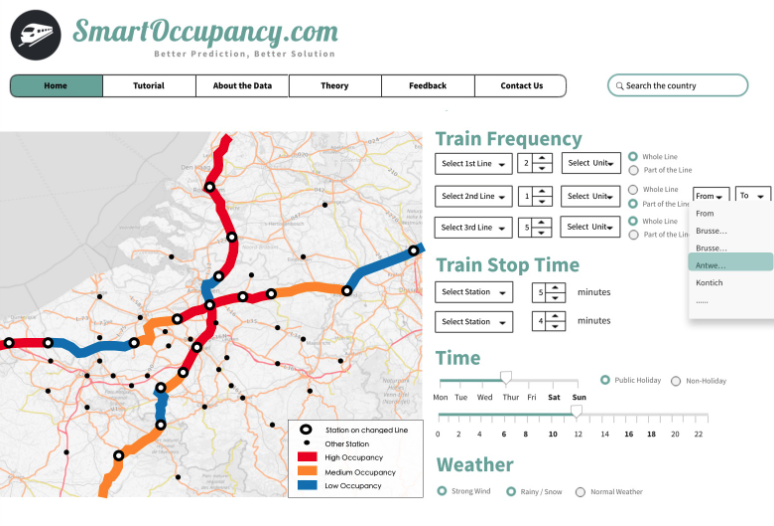 SmartOccupancy.com
Better Prediction, Better Solution
Home Tutorial About the Data Theory Feedback Contact Us
Search the country
Train Frequency
Select 1st Line 2 Select Unit Whole Line
Part of the Line
Select 2nd Line 1 Select Unit Whole Line
Part of the Line
From To
Select 3rd Line 5 Select Unit Whole Line
Part of the Line
From
Brusse...
Brusse...
Antwe...
Kontich
......
Train Stop Time
Select Station 5 minutes
Select Station 4 minutes
Time
Public Holiday Non-Holiday
Mon Tue Wed Thur Fri Sat Sun
0 2 4 6 8 10 12 14 16 18 20 22
Weather
Strong Wind Rainy / Snow Normal Weather
Station on changed Line
Other Station
High Occupancy
Medium Occupancy
Low Occupancy